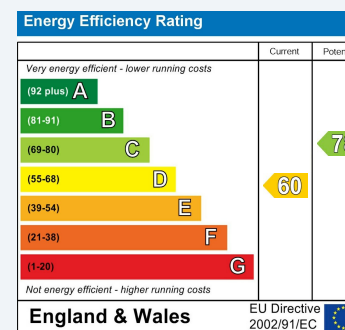 Energy Efficiency Rating
Current
Very energy efficient - lower running costs
(92 plus) A
(81-91) B
(69-80) C
(55-68) D
60
(39-54) E
(21-38) F
(1-20) G
Not energy efficient - higher running costs
England & Wales
EU Directive
2002/91/EC